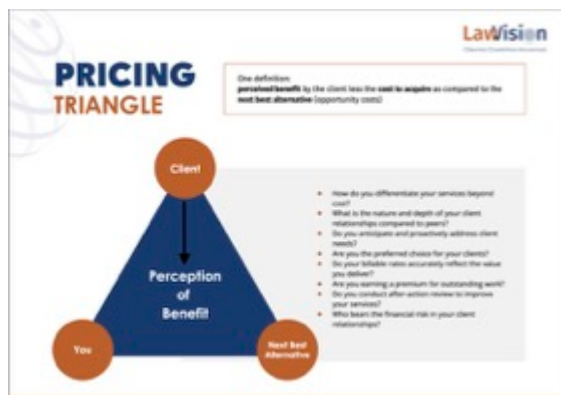 LawVision
PRICING
TRIANGLE
One definition:
perceived benefit by the client less the cost to acquire as compared to the
next best alternative (opportunity costs)
Client
Perception
of
Benefit
You
Next Best
Alternative
• How do you differentiate your services beyond
cost?
• What is the nature and depth of your client
relationships compared to peers?
• Do you anticipate and proactively address client
needs?
• Are you the preferred choice for your clients?
• Do your billable rates accurately reflect the value
you deliver?
• Are you earning a premium for outstanding work?
• Do you conduct after-action review to improve
your services?
• Who bears the financial risk in your client
relationships?